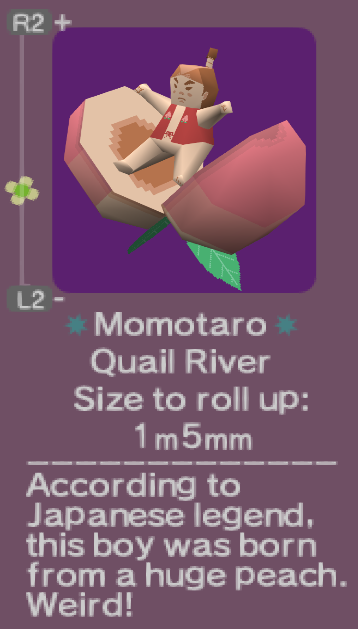 R2 +
L2 -
Momotaro
Quail River
Size to roll up:
1m5mm
According to
Japanese legend,
this boy was born
from a huge peach.
Weird!